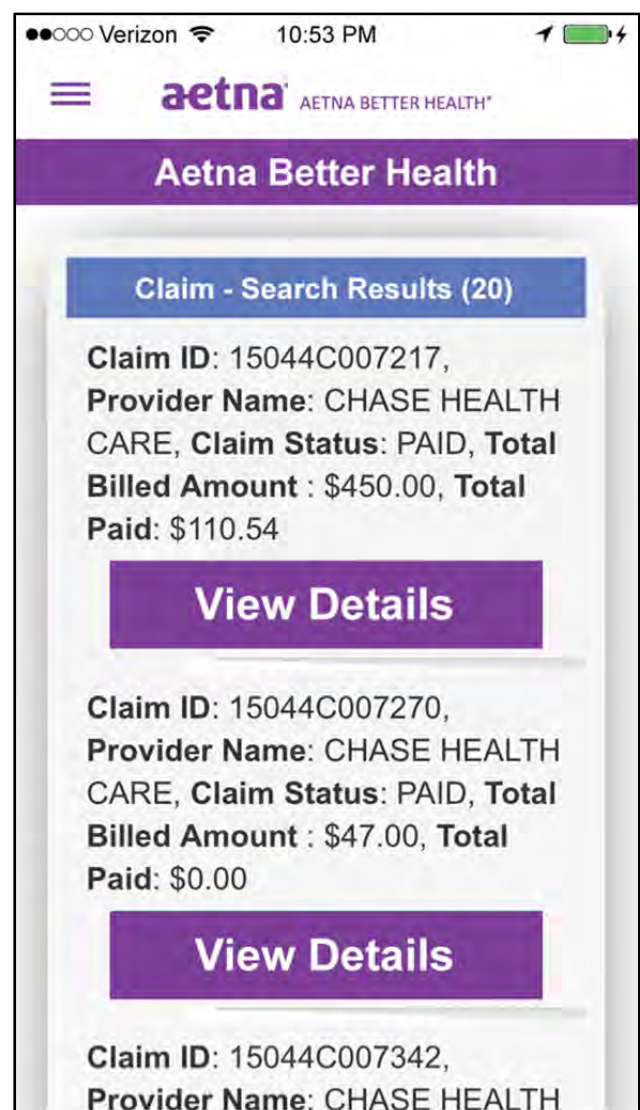 Verizon 10:53 PM
aetna AETNA BETTER HEALTH®
Aetna Better Health
Claim - Search Results (20)
Claim ID: 15044C007217,
Provider Name: CHASE HEALTH
CARE, Claim Status: PAID, Total
Billed Amount : $450.00, Total
Paid: $110.54
View Details
Claim ID: 15044C007270,
Provider Name: CHASE HEALTH
CARE, Claim Status: PAID, Total
Billed Amount : $47.00, Total
Paid: $0.00
View Details
Claim ID: 15044C007342,
Provider Name: CHASE HEALTH